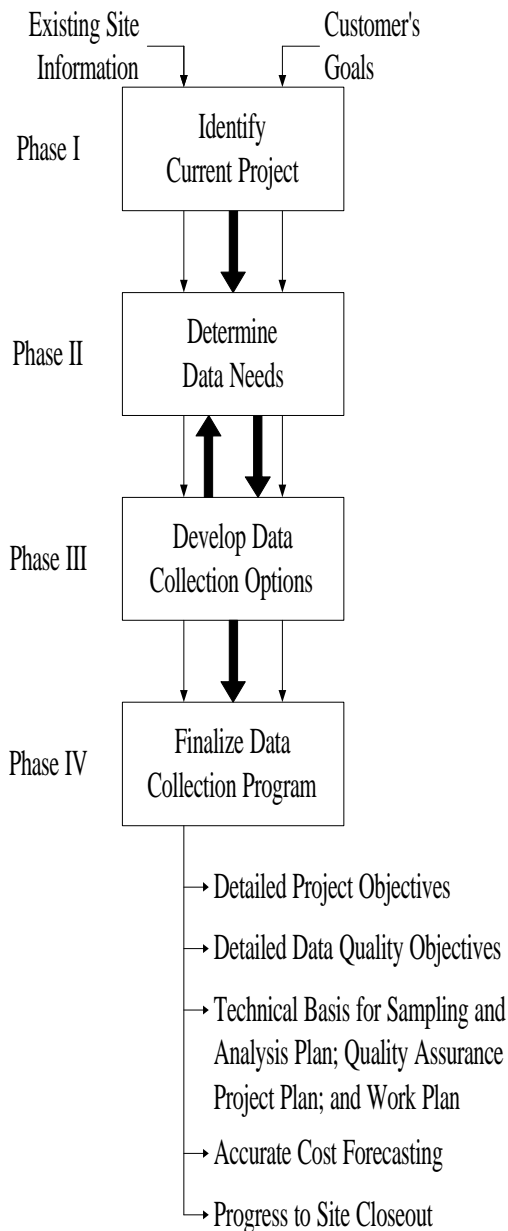 Existing Site
Information
Customer's
Goals
Phase I
Identify
Current Project
Phase II
Determine
Data Needs
Phase III
Develop Data
Collection Options
Phase IV
Finalize Data
Collection Program
Detailed Project Objectives
Detailed Data Quality Objectives
Technical Basis for Sampling and
Analysis Plan; Quality Assurance
Project Plan; and Work Plan
Accurate Cost Forecasting
Progress to Site Closeout